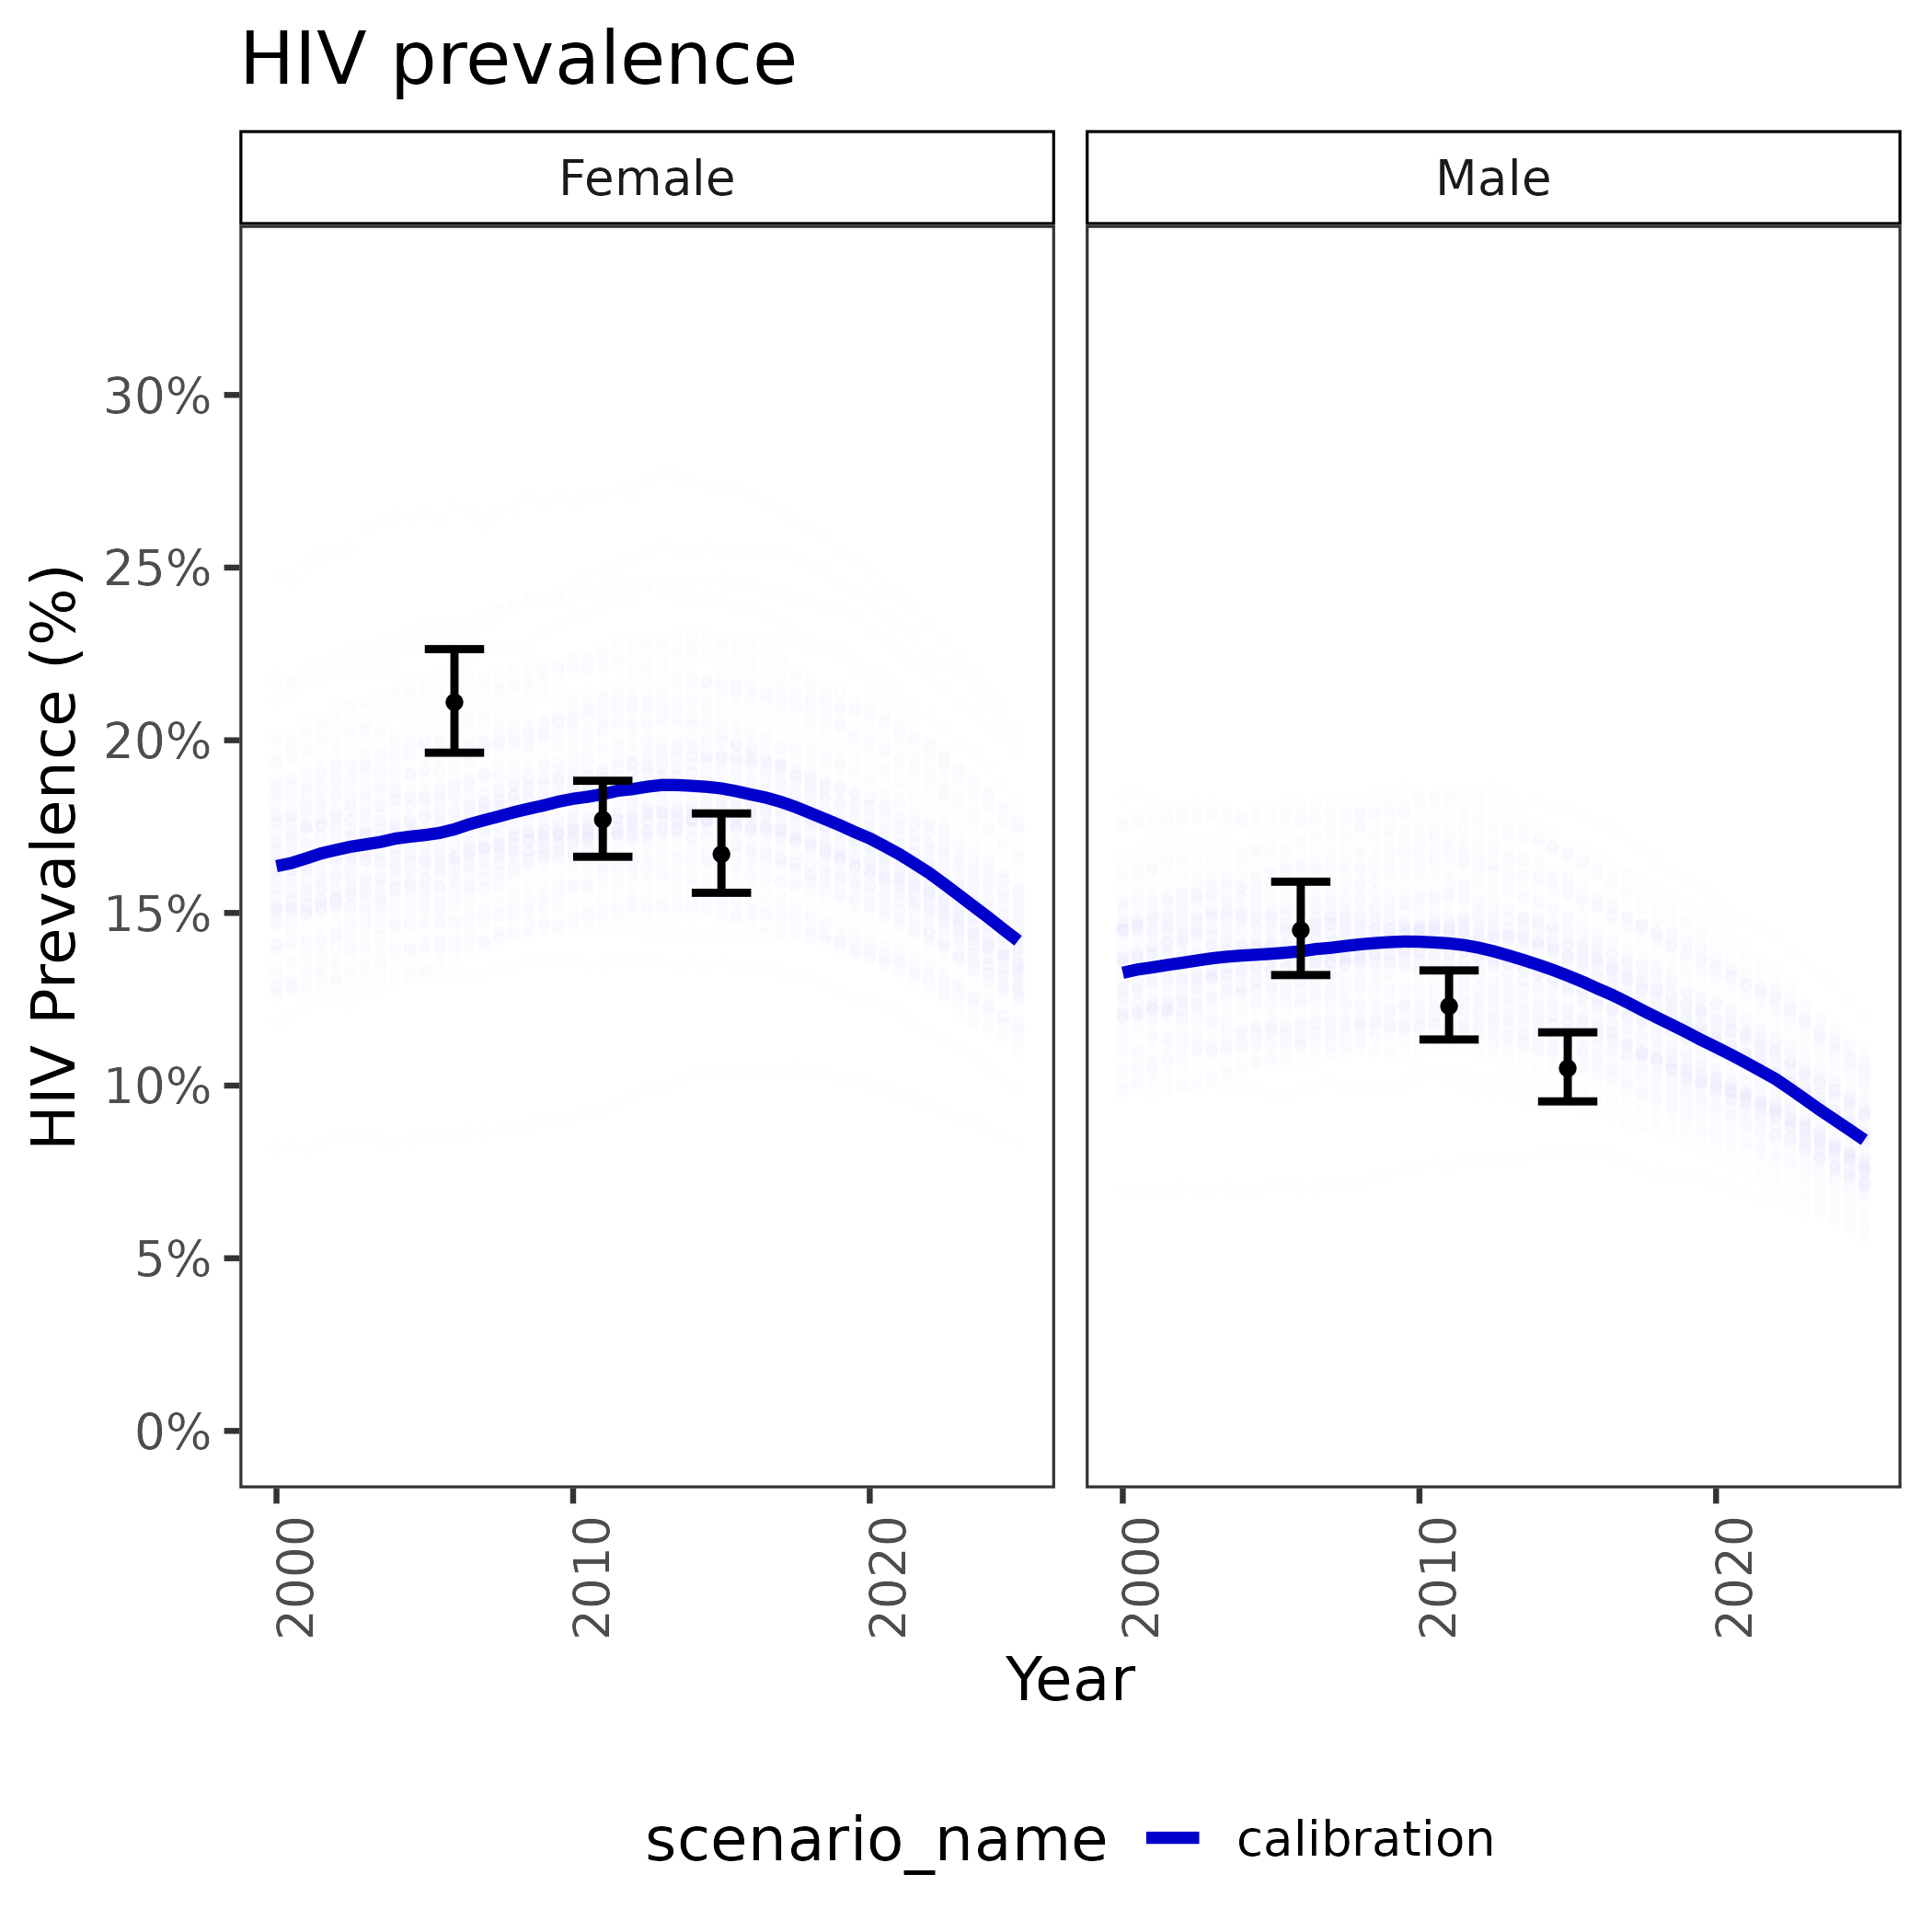 HIV prevalence
Female
Male
HIV Prevalence (%)
30%
25%
20%
15%
10%
5%
0%
2000
2010
2020
2000
2010
2020
Year
scenario_name
calibration